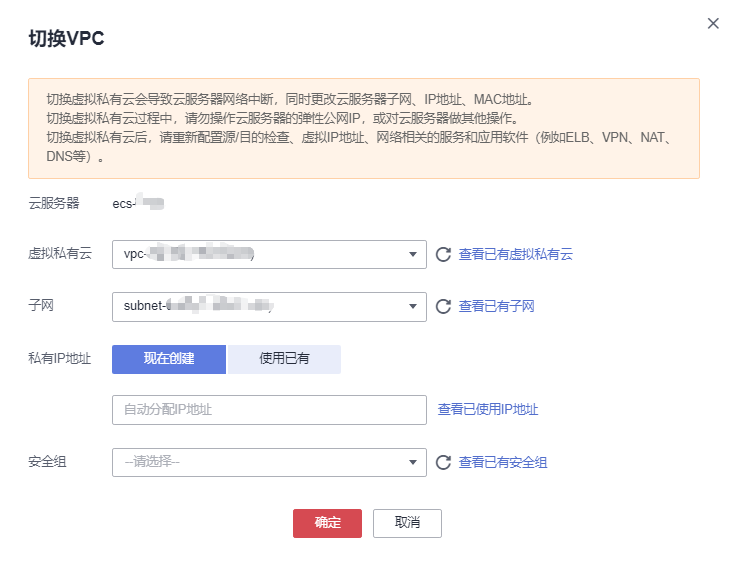 切换VPC
切换虚拟私有云会导致云服务器网络中断，同时更改云服务器子网、IP地址、MAC地址。
切换虚拟私有云过程中，请勿操作云服务器的弹性公网IP，或对云服务器做其他操作。
切换虚拟私有云后，请重新配置源/目的检查、虚拟IP地址、网络相关的服务和应用软件（例如ELB、VPN、NAT、
DNS等）。
云服务器 ecs-
虚拟私有云 vpc- 查看已有虚拟私有云
子网 subnet- 查看已有子网
私有IP地址 现在创建 使用已有
自动分配IP地址 查看已使用IP地址
安全组 --请选择-- 查看已有安全组
确定 取消